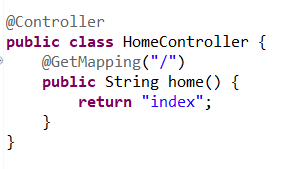 @Controller
public class HomeController {
    @GetMapping("/")
    public String home() {
        return "index";
    }
}